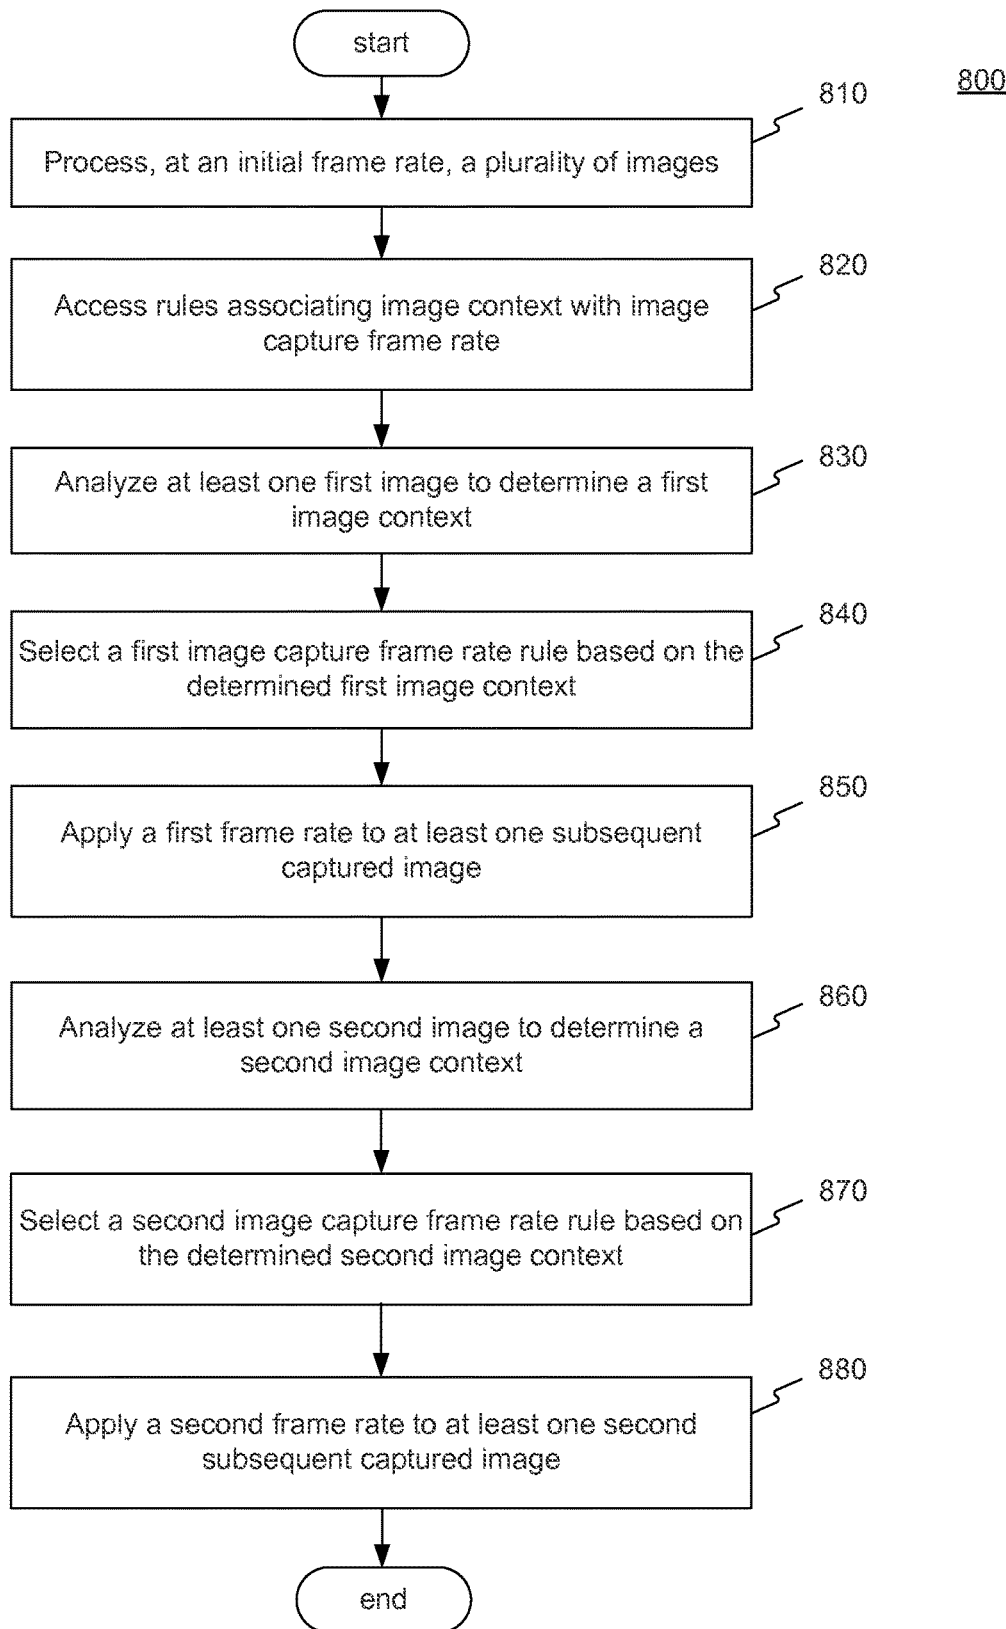 start
800
810
Process, at an initial frame rate, a plurality of images
820
Access rules associating image context with image
capture frame rate
830
Analyze at least one first image to determine a first
image context
840
Select a first image capture frame rate rule based on the
determined first image context
850
Apply a first frame rate to at least one subsequent
captured image
860
Analyze at least one second image to determine a
second image context
870
Select a second image capture frame rate rule based on
the determined second image context
880
Apply a second frame rate to at least one second
subsequent captured image
end